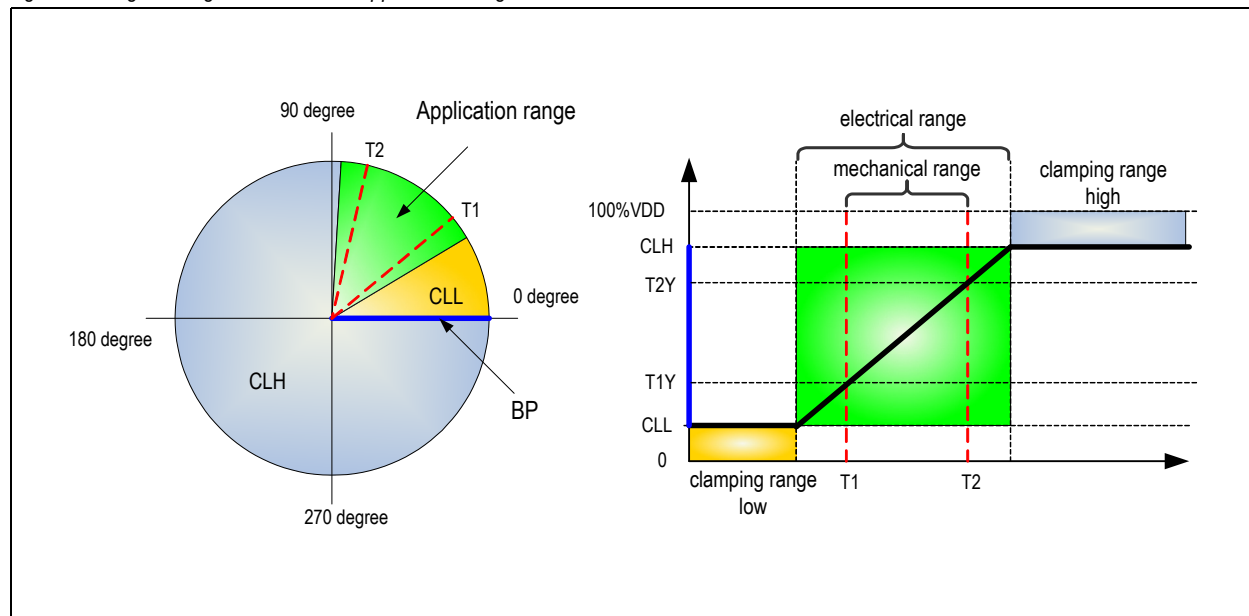 90 degree
Application range
T2
T1
CLL
0 degree
180 degree
CLH
BP
270 degree
electrical range
mechanical range
clamping range
high
100%VDD
CLH
T2Y
T1Y
CLL
0
clamping range
low
T1
T2